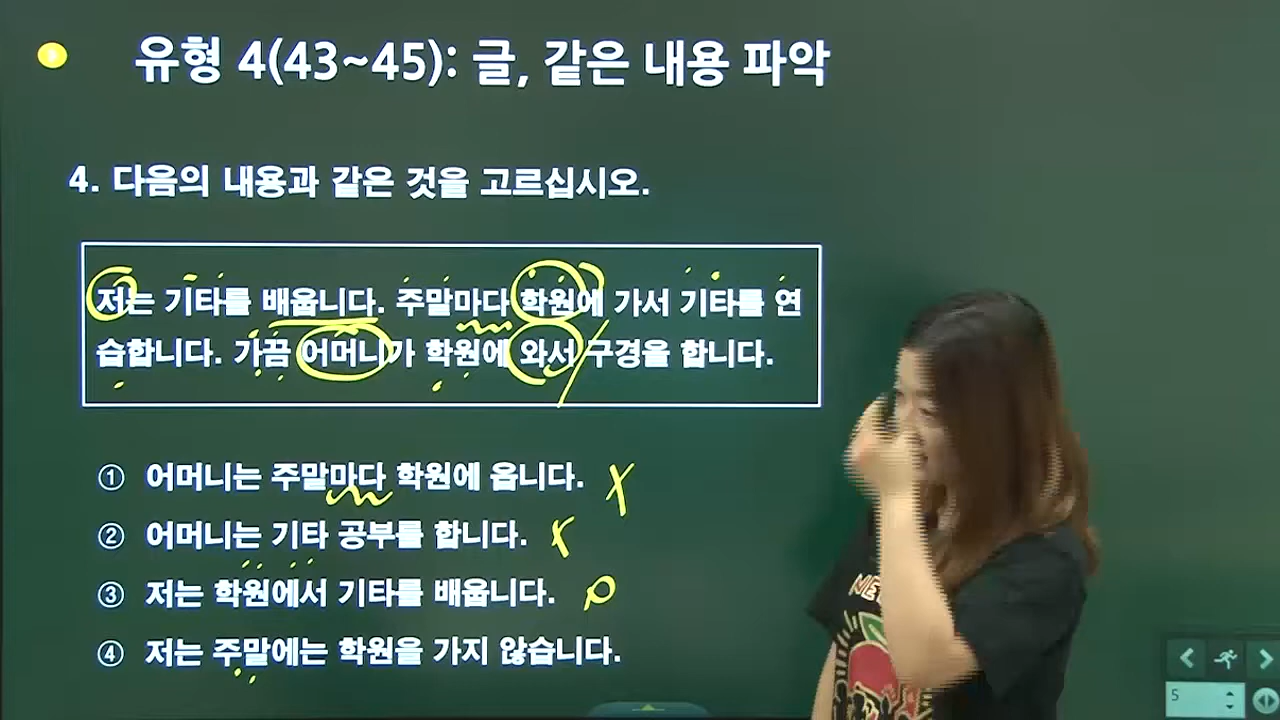 유형 4(43~45): 글, 같은 내용 파악
4. 다음의 내용과 같은 것을 고르십시오.
저는 기타를 배웁니다. 주말마다 학원에 가서 기타를 연
습합니다. 가끔 어머니가 학원에 와서 구경을 합니다.
① 어머니는 주말마다 학원에 옵니다.
② 어머니는 기타 공부를 합니다.
③ 저는 학원에서 기타를 배웁니다.
④ 저는 주말에는 학원을 가지 않습니다.
5